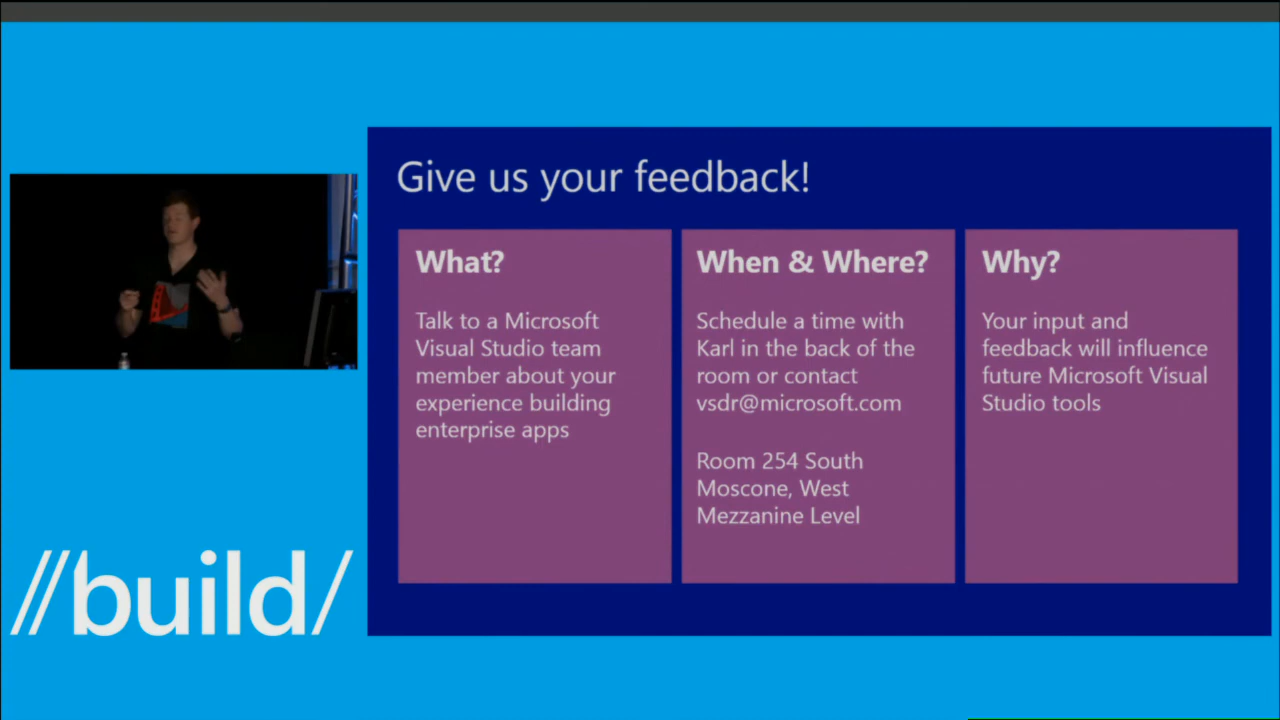 Give us your feedback!
What?
Talk to a Microsoft
Visual Studio team
member about your
experience building
enterprise apps
When & Where?
Schedule a time with
Karl in the back of the
room or contact
vsdr@microsoft.com
Room 254 South
Moscone, West
Mezzanine Level
Why?
Your input and
feedback will influence
future Microsoft Visual
Studio tools
//build/